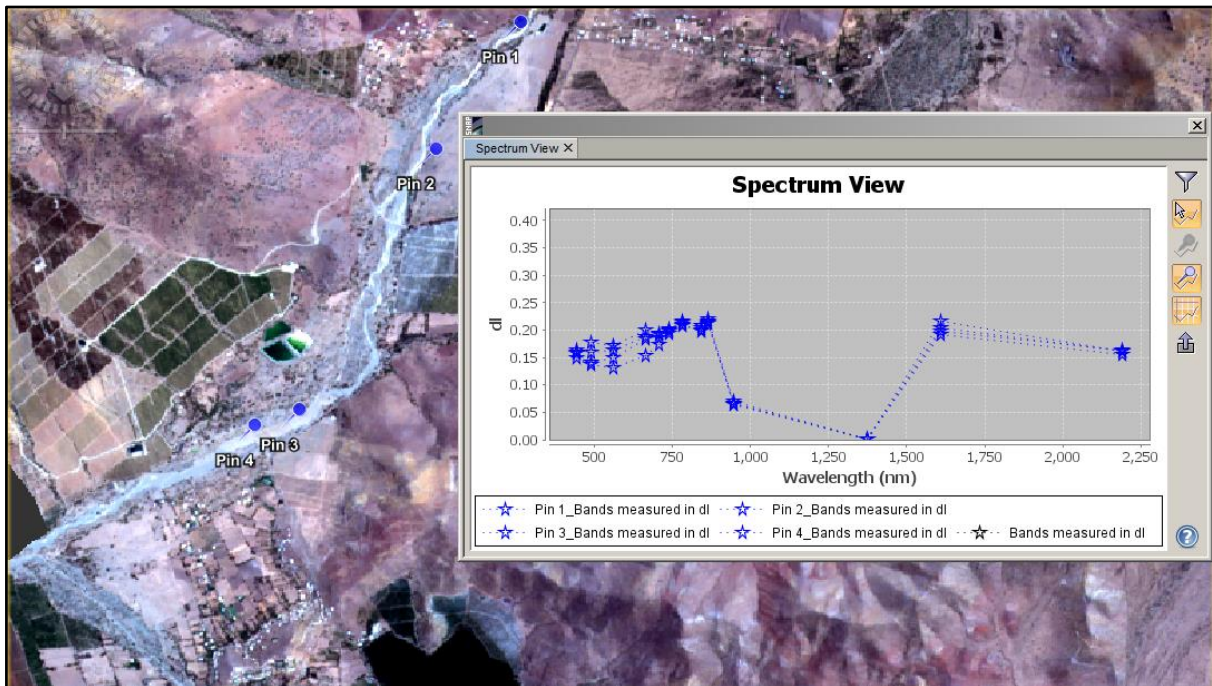 Pin 1
Pin 2
Pin 3
Pin 4
SNAP
Spectrum View
Spectrum View
dl
0.40
0.35
0.30
0.25
0.20
0.15
0.10
0.05
0.00
500 750 1,000 1,250 1,500 1,750 2,000 2,250
Wavelength (nm)
Pin 1_Bands measured in dl Pin 2_Bands measured in dl
Pin 3_Bands measured in dl Pin 4_Bands measured in dl Bands measured in dl